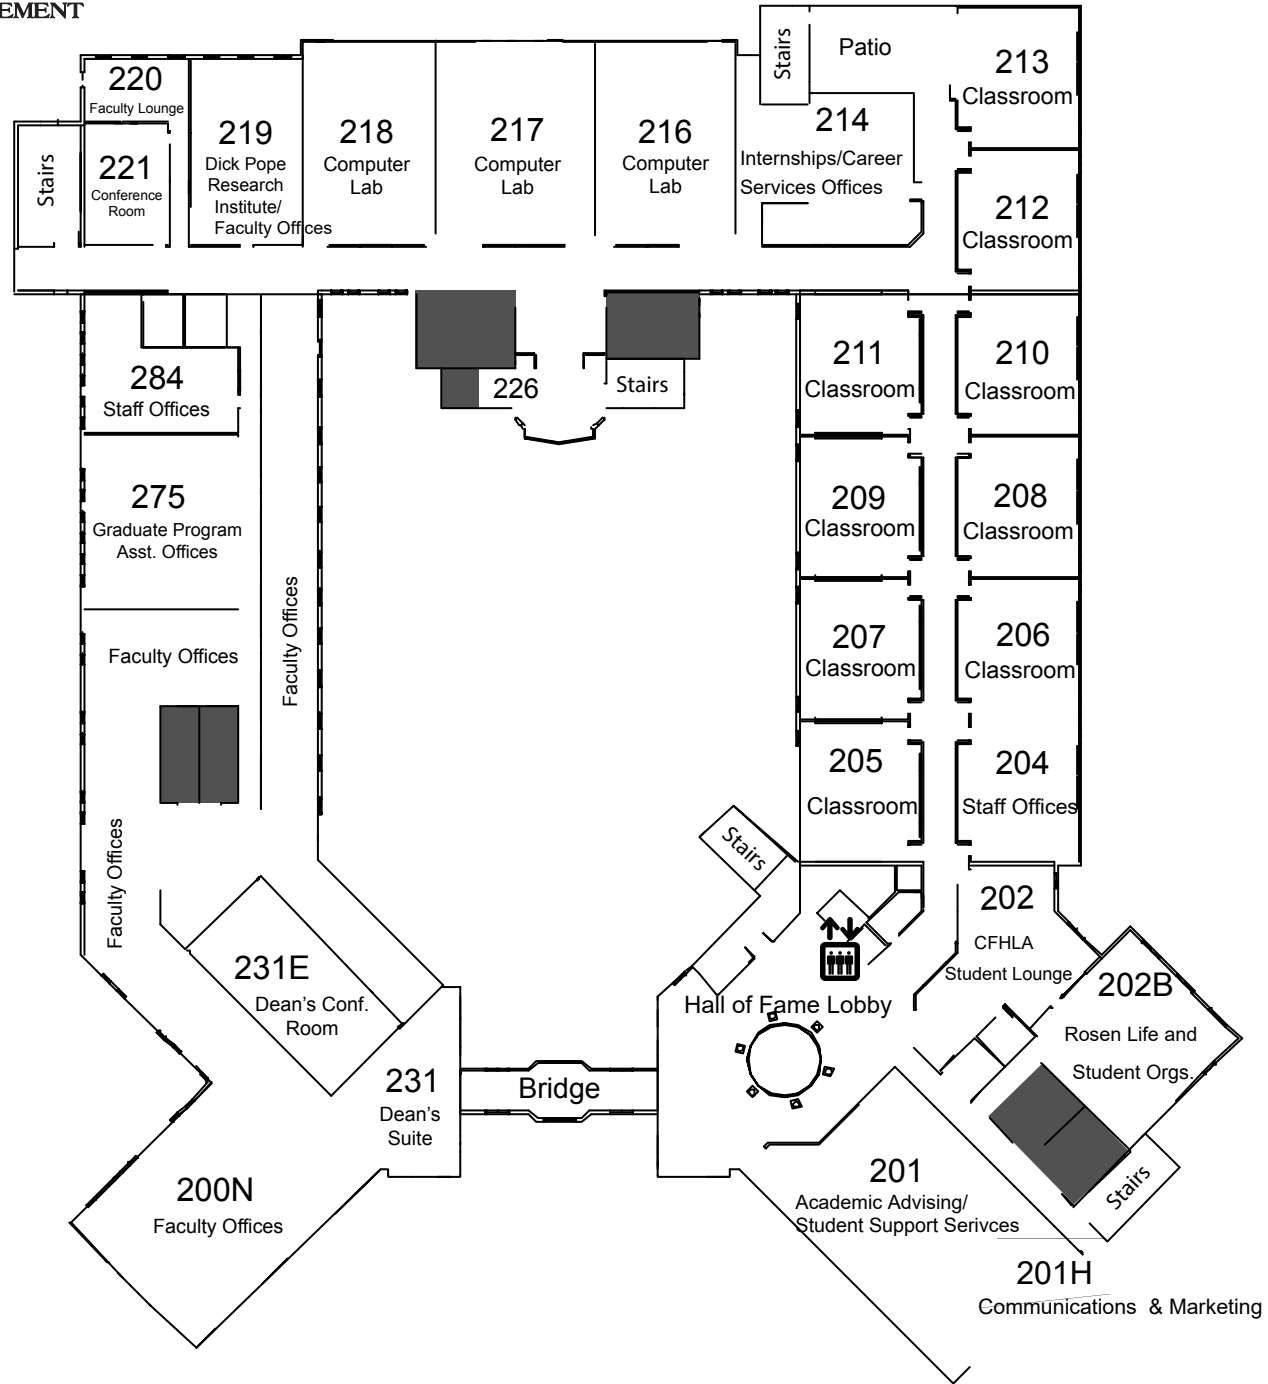 EMENT
Stairs
Patio
213
Classroom
220
Faculty Lounge
219
Dick Pope
Research
Institute/
Faculty Offices
218
Computer
Lab
217
Computer
Lab
216
Computer
Lab
214
Internships/Career
Services Offices
Stairs
221
Conference
Room
212
Classroom
284
Staff Offices
226
Stairs
211
Classroom
210
Classroom
275
Graduate Program
Asst. Offices
209
Classroom
208
Classroom
Faculty Offices
Faculty Offices
207
Classroom
206
Classroom
205
Classroom
204
Staff Offices
Faculty Offices
Stairs
202
CFHLA
Student Lounge
231E
Dean's Conf.
Room
Hall of Fame Lobby
202B
Rosen Life and
Student Orgs.
231
Dean's
Suite
Bridge
200N
Faculty Offices
201
Academic Advising/
Student Support Serivces
Stairs
201H
Communications & Marketing